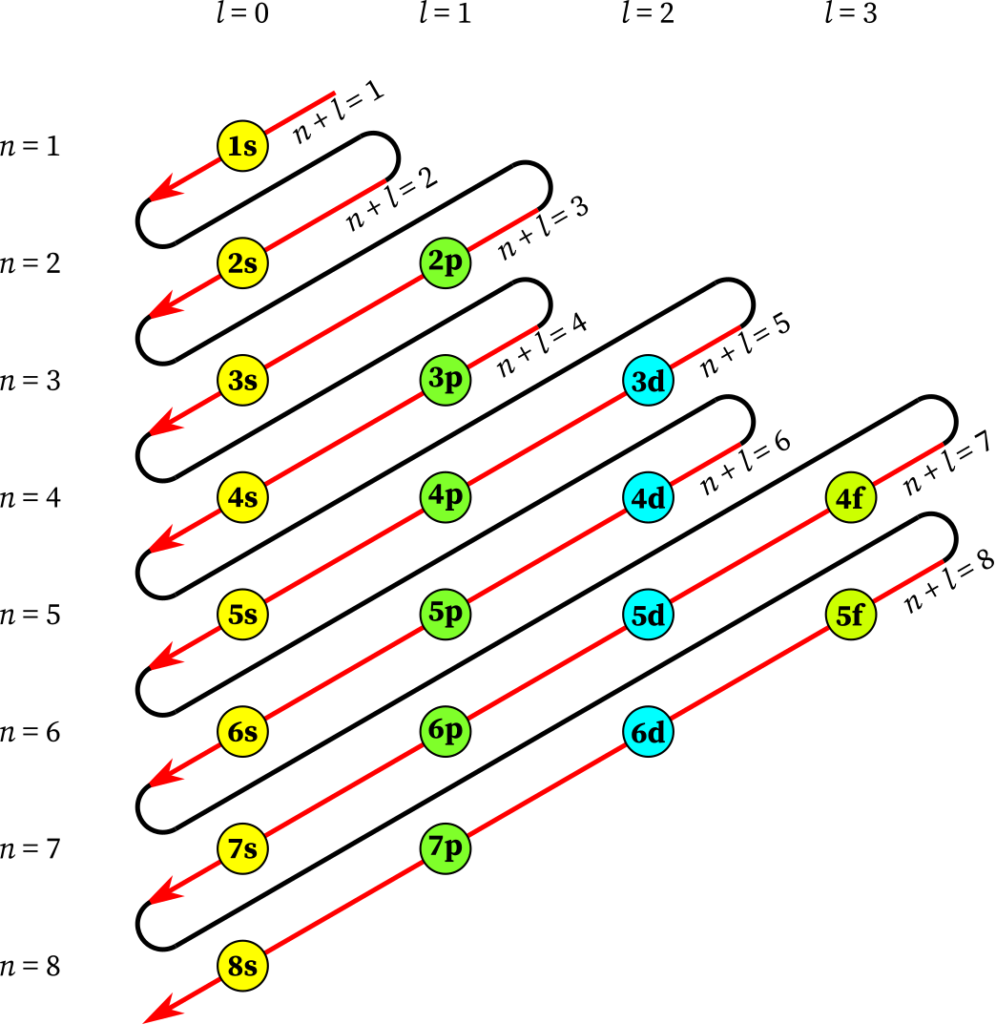 l = 0 l = 1 l = 2 l = 3
n + l = 1
n = 1 1s
n + l = 2
n + l = 3
n = 2 2s 2p
n + l = 4
n + l = 5
n = 3 3s 3p 3d
n + l = 6
n + l = 7
n = 4 4s 4p 4d 4f
n + l = 8
n = 5 5s 5p 5d 5f
n = 6 6s 6p 6d
n = 7 7s 7p
n = 8 8s